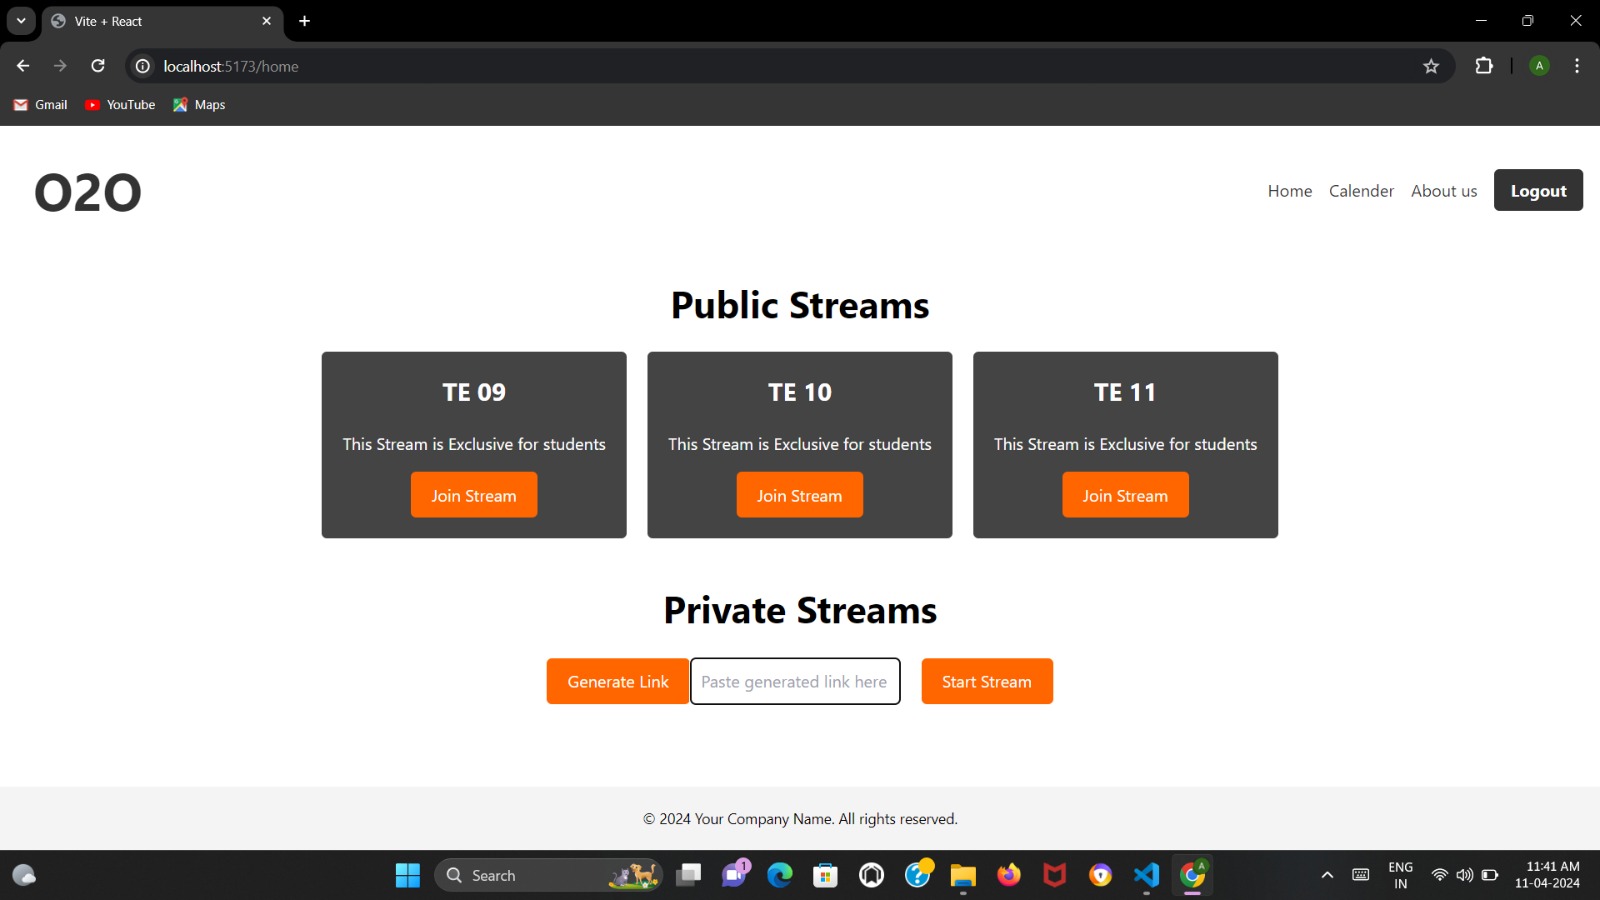 Vite + React
localhost:5173/home
A
Gmail YouTube Maps
O2O
Home Calender About us Logout
Public Streams
TE 09
This Stream is Exclusive for students
Join Stream
TE 10
This Stream is Exclusive for students
Join Stream
TE 11
This Stream is Exclusive for students
Join Stream
Private Streams
Generate Link Paste generated link here Start Stream
© 2024 Your Company Name. All rights reserved.
Search
1
A
ENG
IN
11:41 AM
11-04-2024